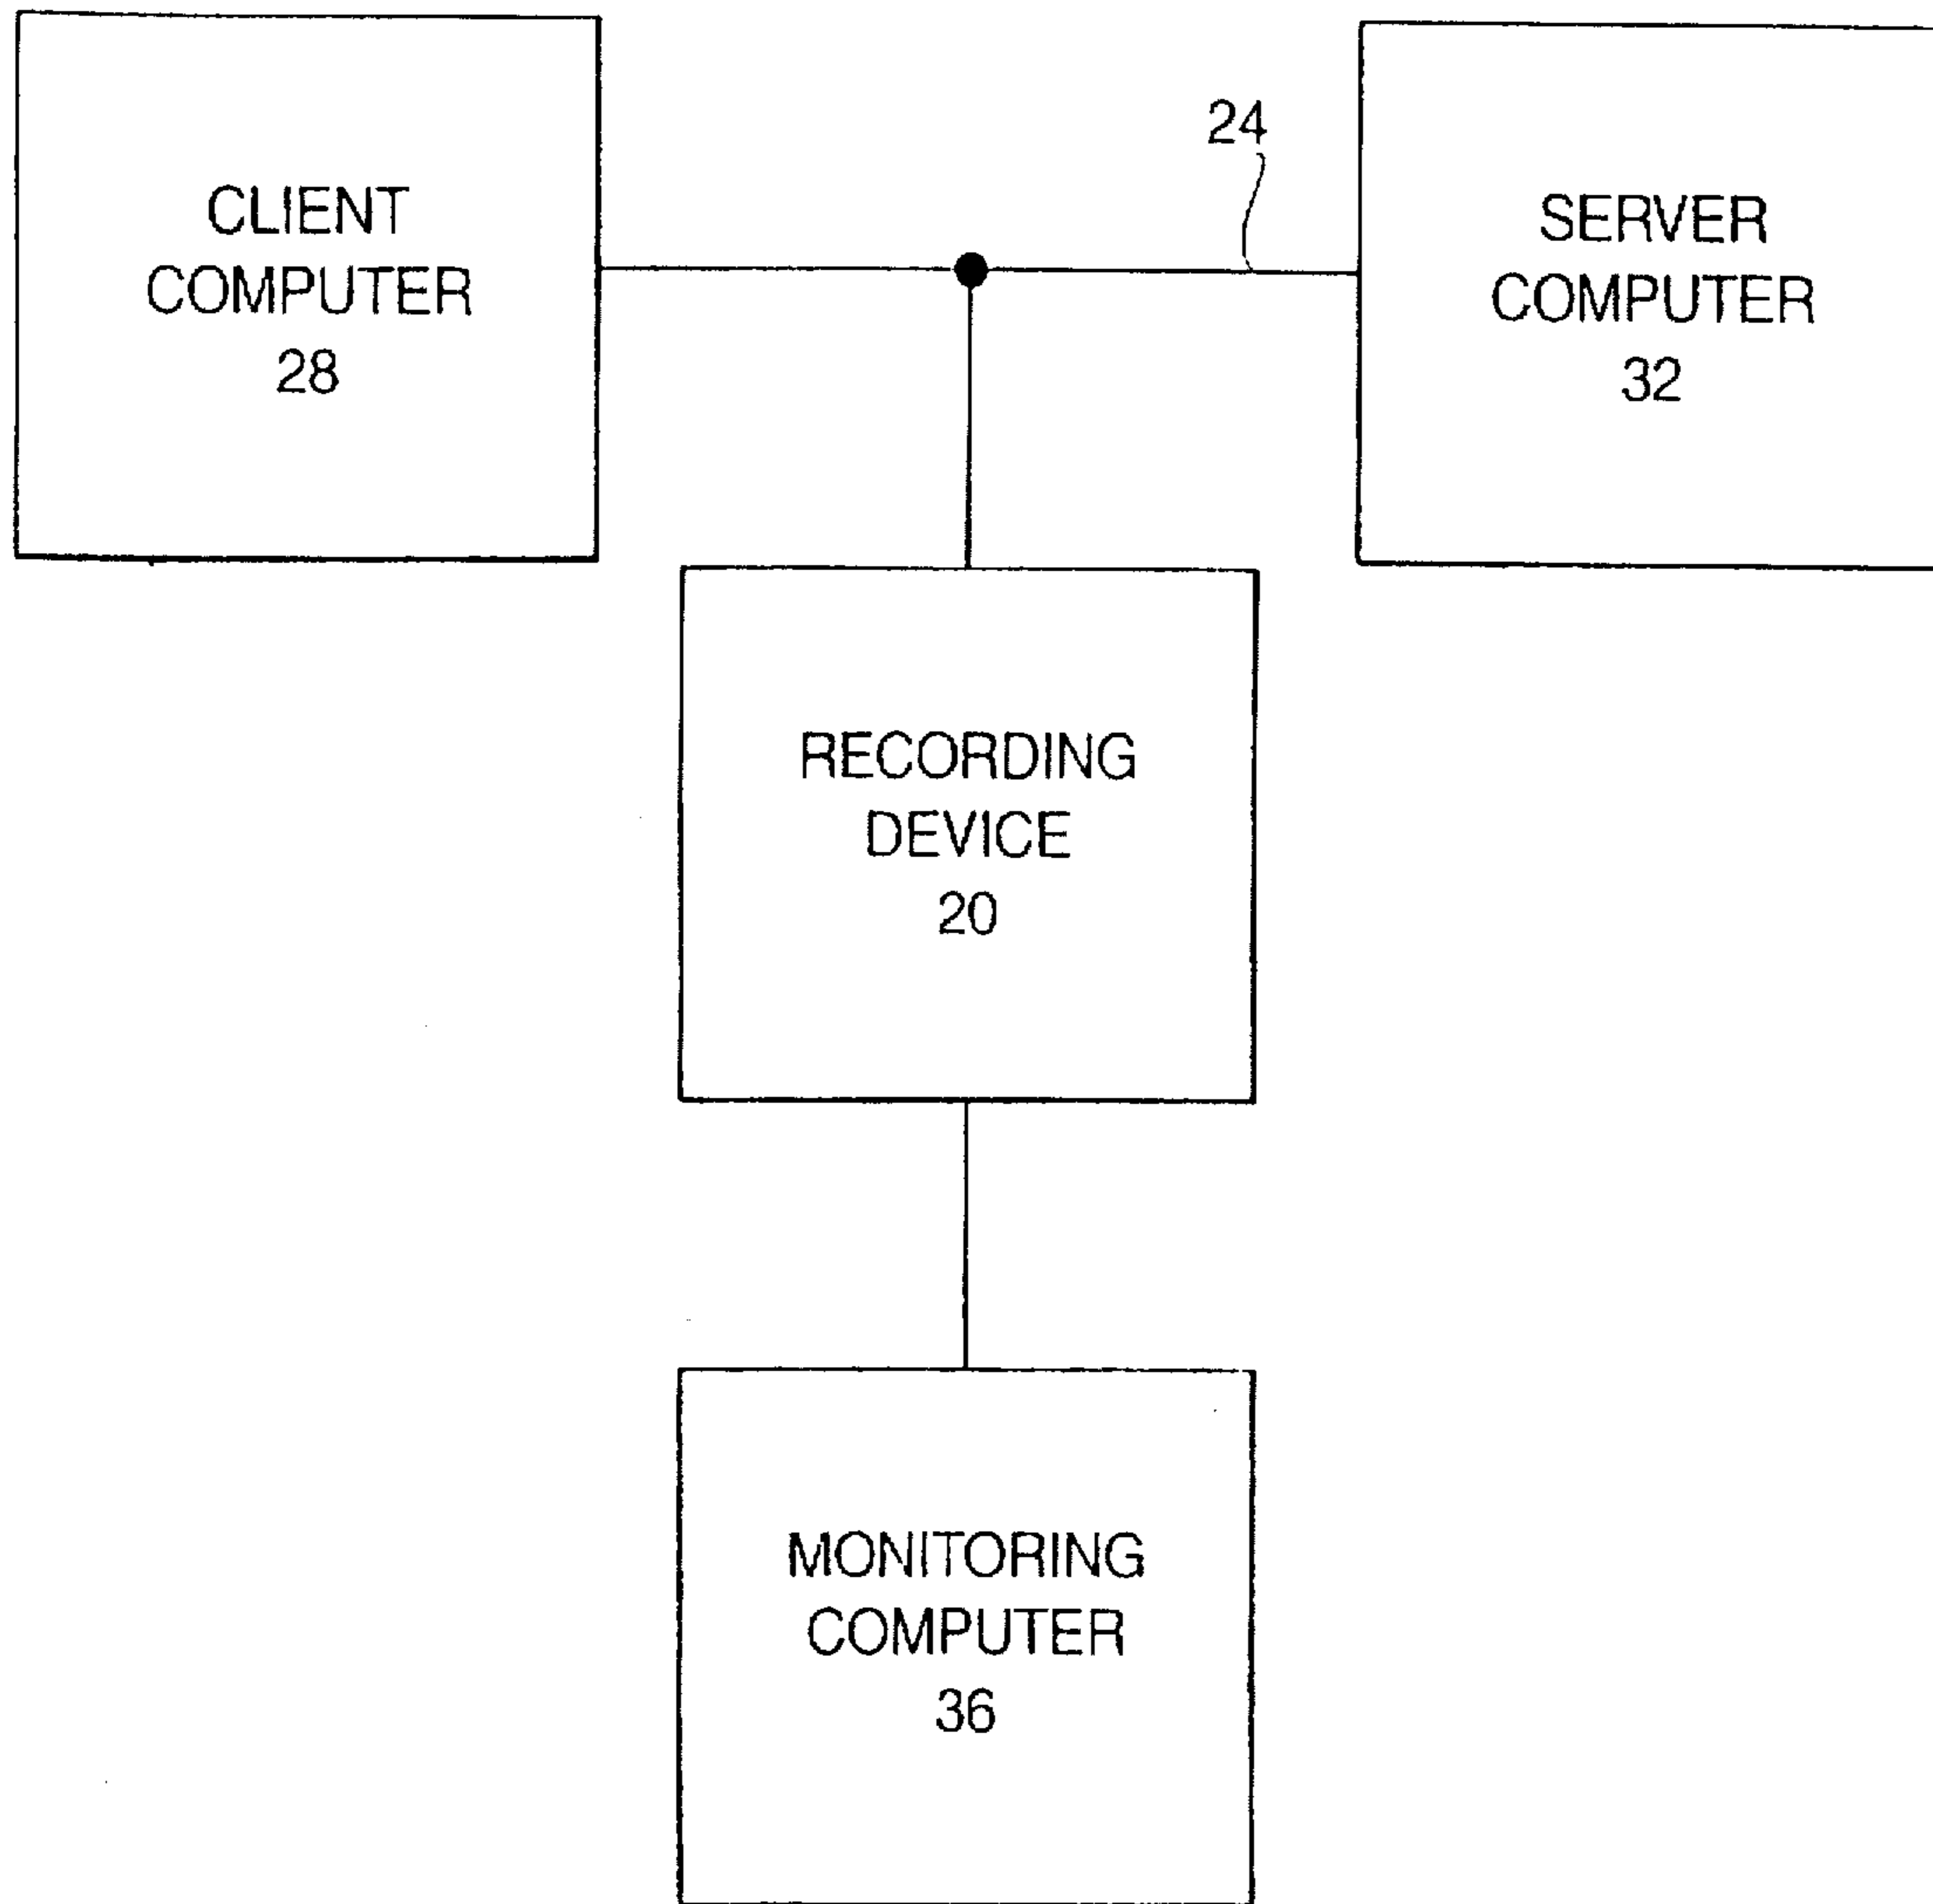 CLIENT
COMPUTER
28
24
SERVER
COMPUTER
32
RECORDING
DEVICE
20
MONITORING
COMPUTER
36